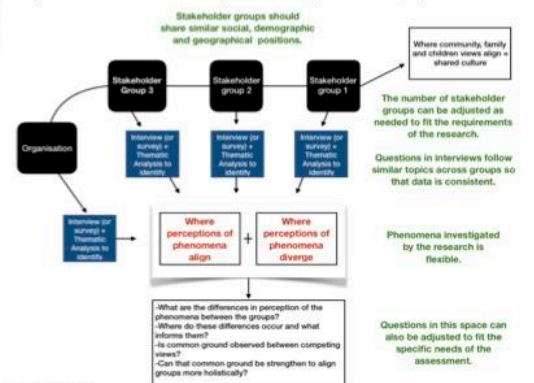 Stakeholder groups should
share similar social, demographic
and geographical positions.
Where community, family
and children views align =
shared culture
Stakeholder
Group 3
Stakeholder
group 2
Stakeholder
group 1
The number of stakeholder
groups can be adjusted as
needed to fit the requirements
of the research.
Organisation
Interview (or
survey) +
Thematic
Analysis to
identify
Interview (or
survey) +
Thematic
Analysis to
identify
Interview (or
survey) +
Thematic
Analysis to
identify
Questions in interviews follow
similar topics across groups so
that data is consistent.
Interview (or
survey) +
Thematic
Analysis to
identify
Where
perceptions of
phenomena
align
+
Where
perceptions of
phenomena
diverge
Phenomena investigated
by the research is
flexible.
-What are the differences in perception of the
phenomena between the groups?
-Where do these differences occur and what
informs them?
-Is common ground observed between competing
views?
-Can that common ground be strengthen to align
groups more holistically?
Questions in this space can
also be adjusted to fit the
specific needs of the
assessment.